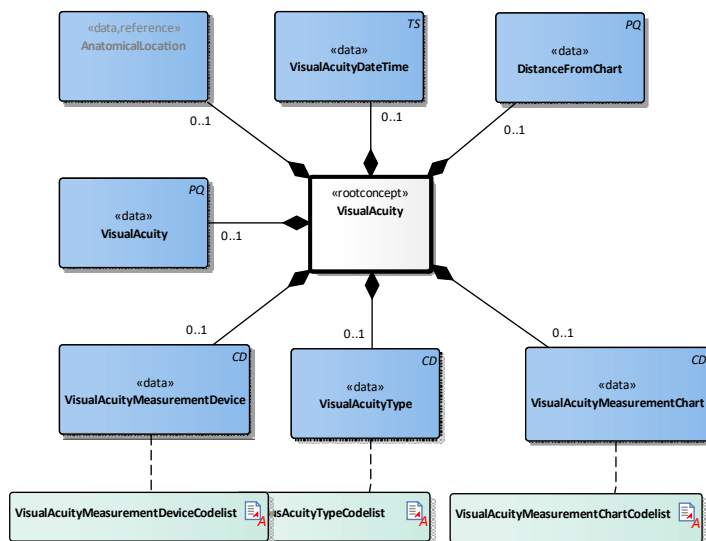 «data,reference»
AnatomicalLocation
TS
«data»
VisualAcuityDateTime
PQ
«data»
DistanceFromChart
0..1
0..1
0..1
«rootconcept»
VisualAcuity
PQ
«data»
VisualAcuity
0..1
0..1
0..1
0..1
CD
«data»
VisualAcuityMeasurementDevice
CD
«data»
VisualAcuityType
CD
«data»
VisualAcuityMeasurementChart
VisualAcuityMeasurementDeviceCodelist
A
usAcuityTypeCodelist
A
VisualAcuityMeasurementChartCodelist
A